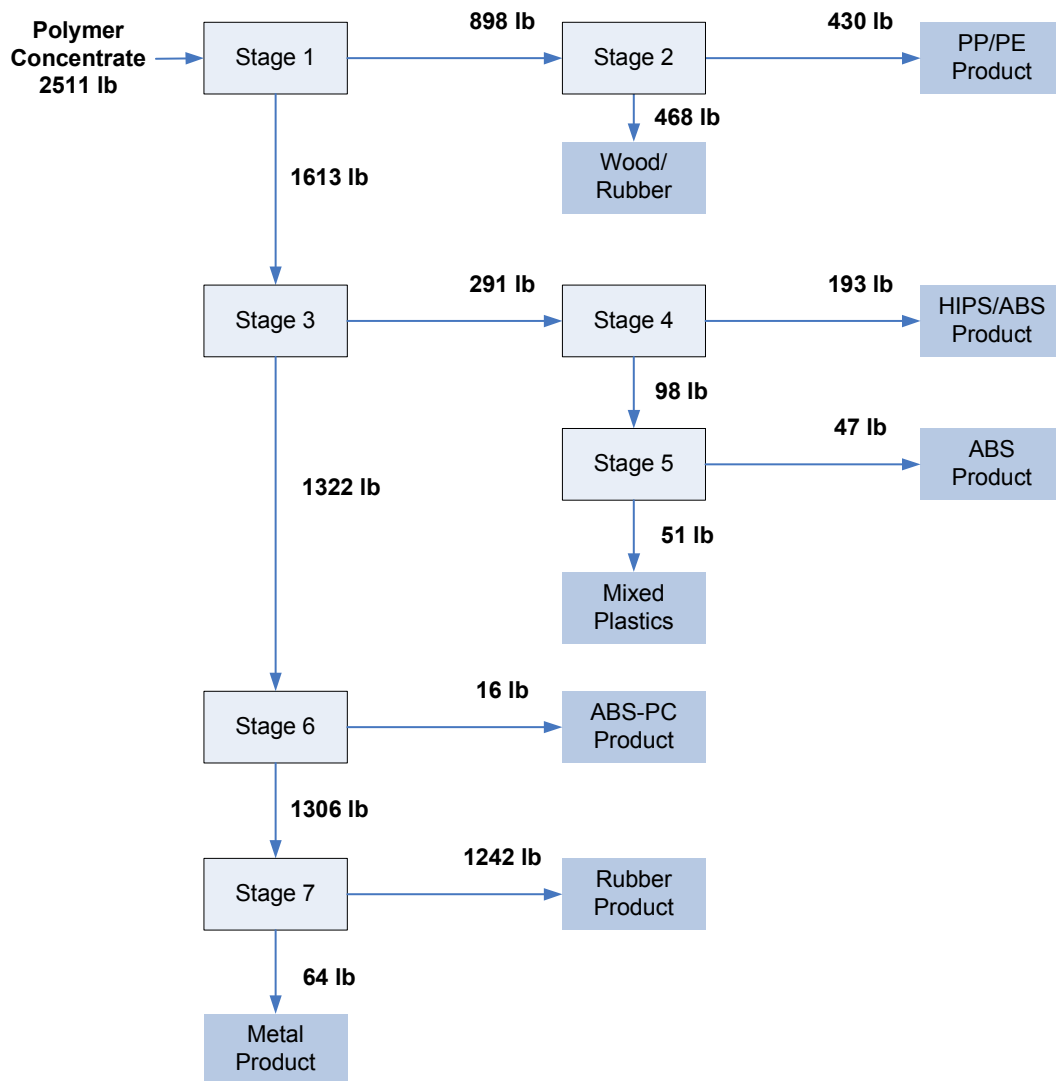 Polymer
Concentrate
2511 lb
Stage 1
898 lb
Stage 2
430 lb
PP/PE
Product
468 lb
Wood/
Rubber
1613 lb
Stage 3
291 lb
Stage 4
193 lb
HIPS/ABS
Product
98 lb
Stage 5
47 lb
ABS
Product
51 lb
Mixed
Plastics
1322 lb
Stage 6
16 lb
ABS-PC
Product
1306 lb
Stage 7
1242 lb
Rubber
Product
64 lb
Metal
Product